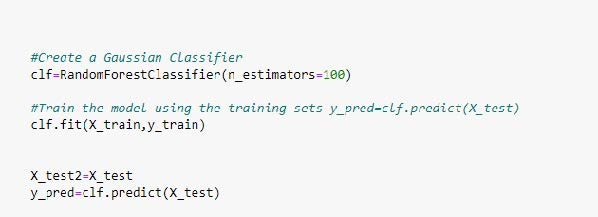 #Create a Gaussian Classifier
clf=RandomForestClassifier(n_estimators=100)
#Train the model using the training sets y_pred=clf.predict(X_test)
clf.fit(X_train,y_train)
X_test2=X_test
y_pred=clf.predict(X_test)